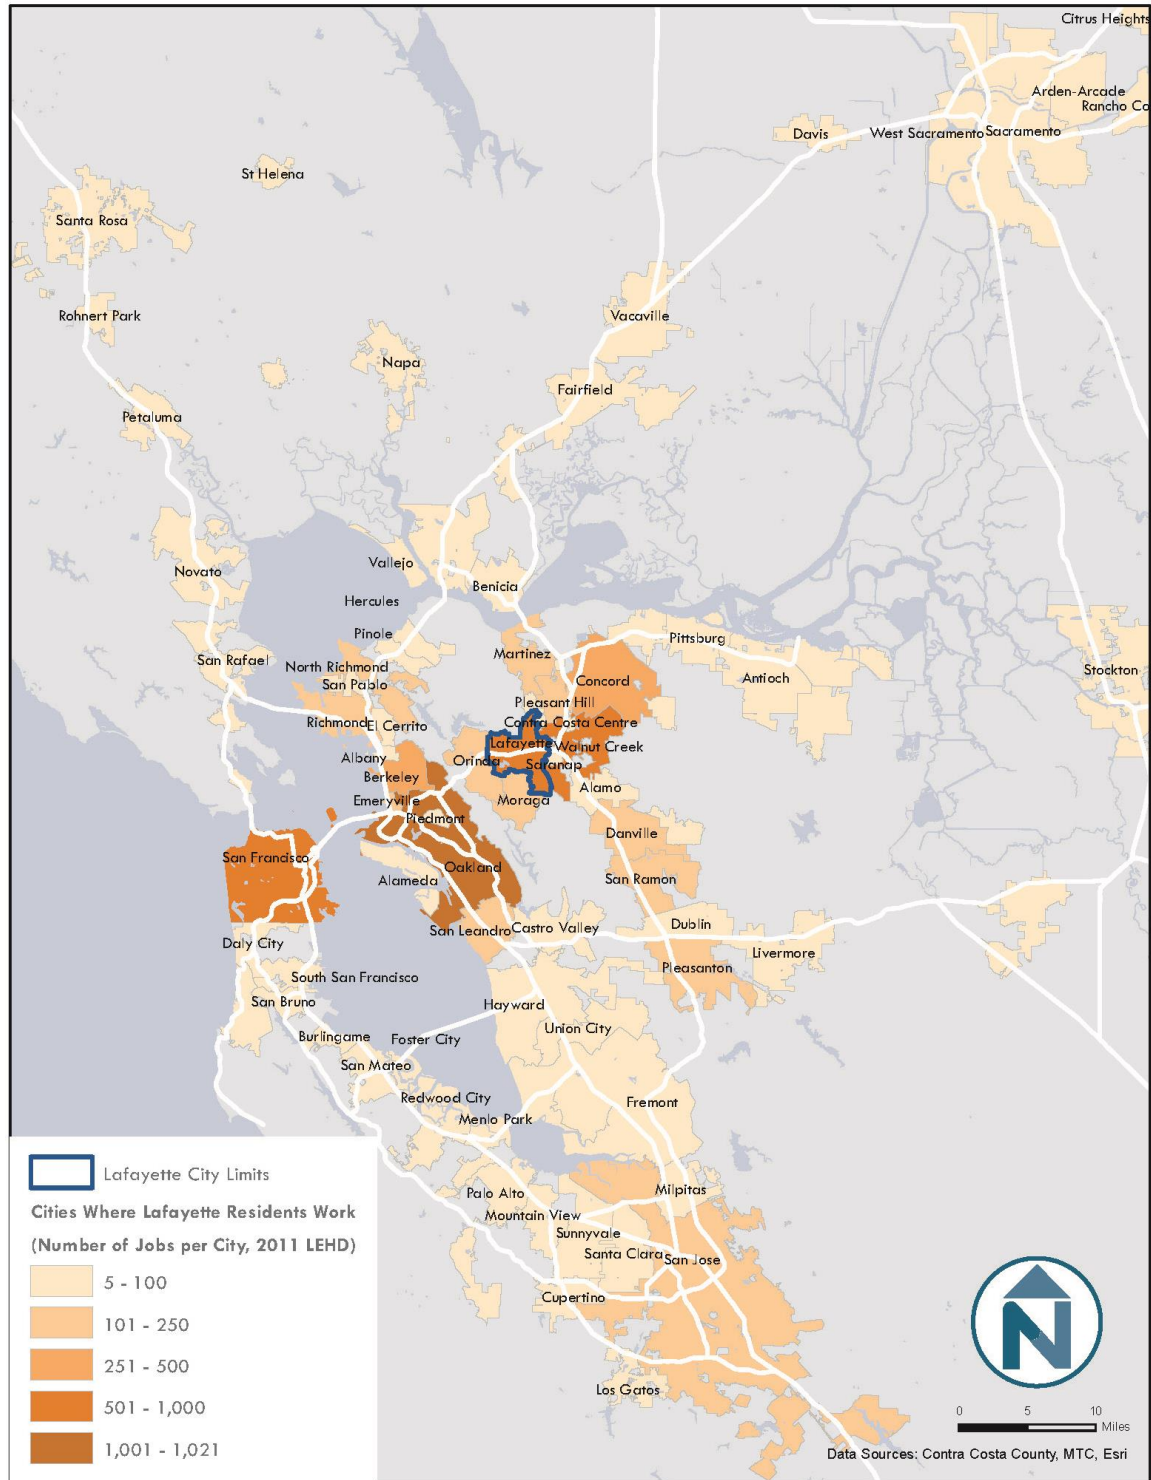 Citrus Heights
Arden-Arcade
Rancho Co
Davis
West Sacramento
Sacramento
St Helena
Santa Rosa
Rohnert Park
Vacaville
Napa
Fairfield
Petaluma
Vallejo
Novato
Benicia
Hercules
Pinole
Pittsburg
Martinez
San Rafael
North Richmond
Stockton
Concord
Antioch
San Pablo
Pleasant Hill
Richmond
El Cerrito
Contra Costa Centre
Lafayette
Walnut Creek
Albany
Orinda
Saranap
Berkeley
Alamo
Emeryville
Moraga
Piedmont
Danville
San Francisco
Oakland
Alameda
San Ramon
San Leandro
Castro Valley
Dublin
Daly City
Livermore
Pleasanton
South San Francisco
San Bruno
Hayward
Union City
Burlingame
Foster City
San Mateo
Redwood City
Fremont
Menlo Park
Palo Alto
Milpitas
Mountain View
Sunnyvale
Santa Clara
San Jose
Cupertino
Los Gatos
Lafayette City Limits
Cities Where Lafayette Residents Work
(Number of Jobs per City, 2011 LEHD)
5 - 100
101 - 250
251 - 500
501 - 1,000
1,001 - 1,021
N
0 5 10
Miles
Data Sources: Contra Costa County, MTC, Esri